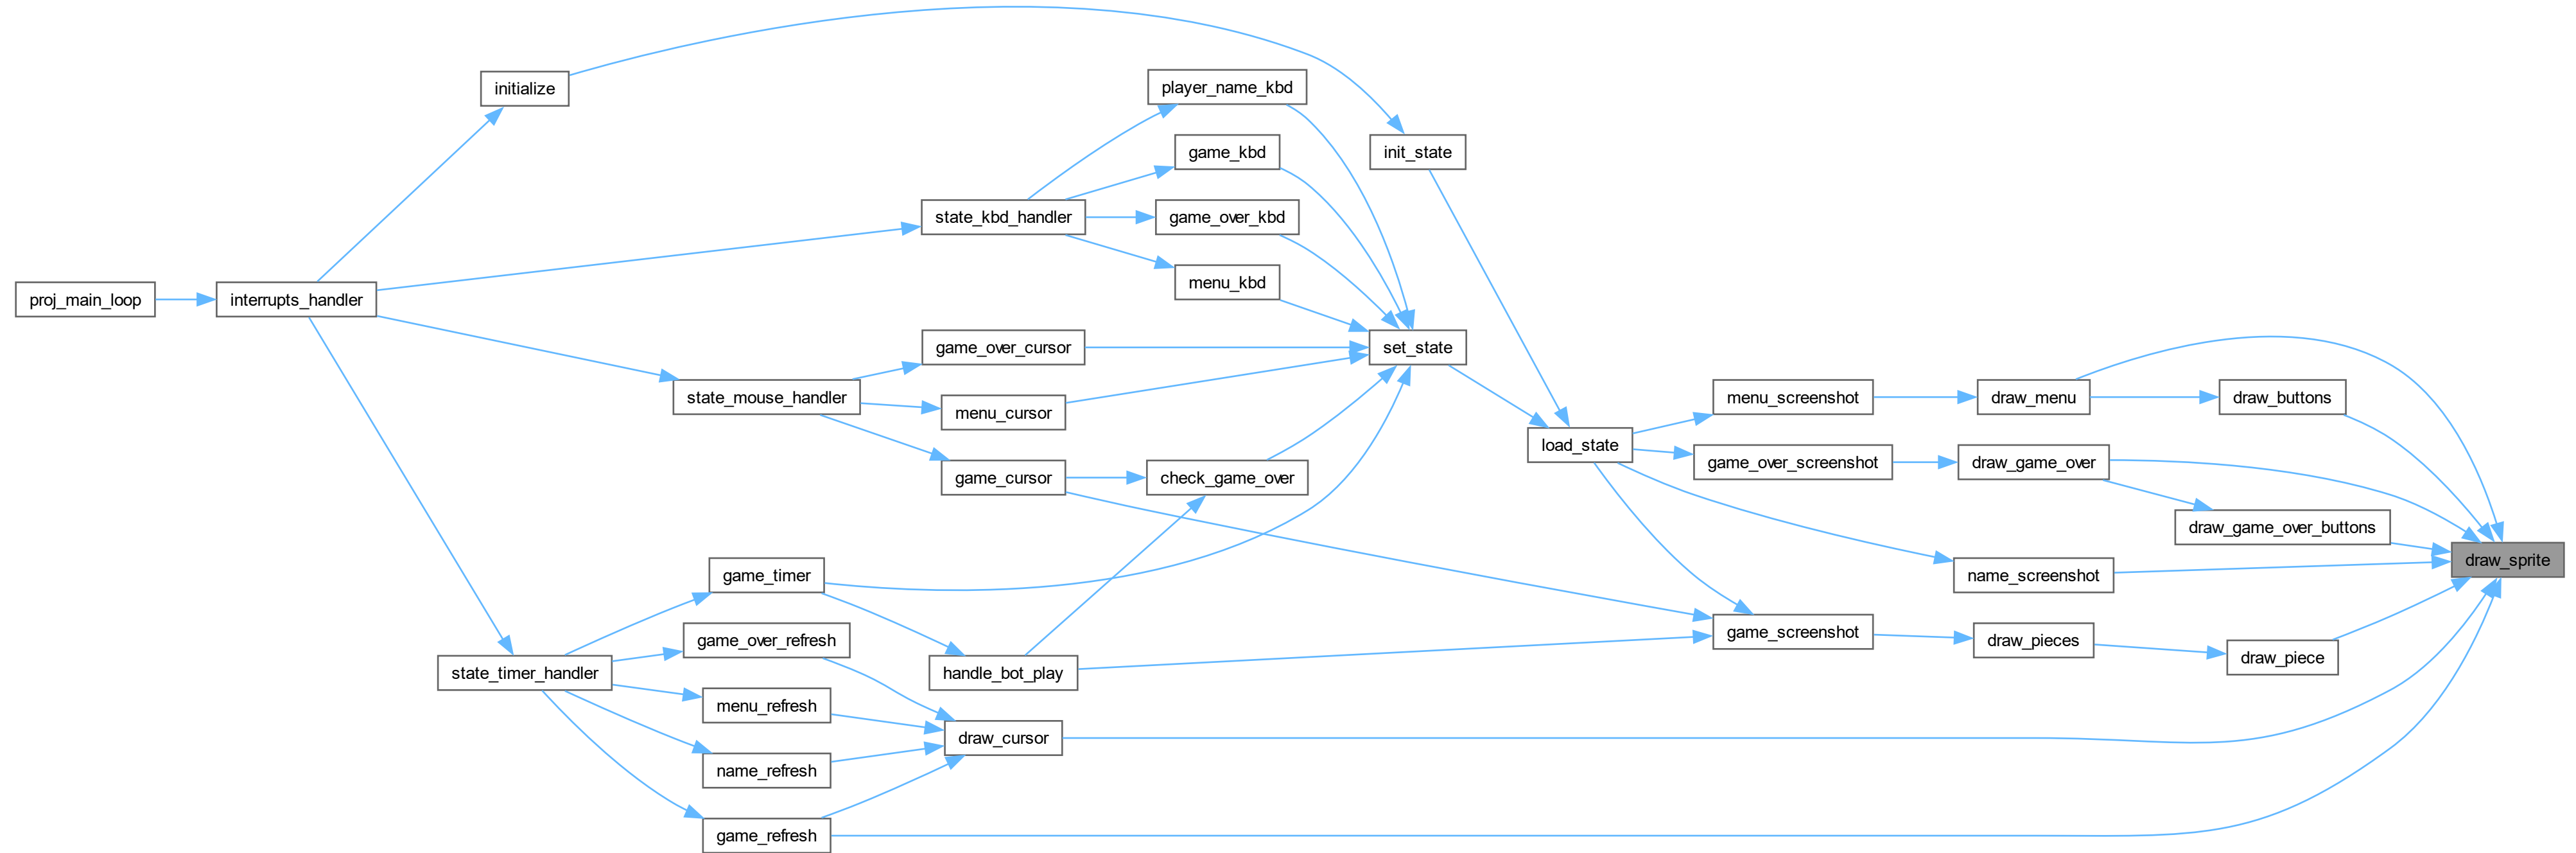 proj_main_loop
interrupts_handler
initialize
state_kbd_handler
state_mouse_handler
state_timer_handler
player_name_kbd
game_kbd
game_over_kbd
menu_kbd
game_over_cursor
menu_cursor
game_cursor
check_game_over
game_timer
game_over_refresh
menu_refresh
name_refresh
game_refresh
handle_bot_play
draw_cursor
init_state
set_state
load_state
menu_screenshot
game_over_screenshot
name_screenshot
game_screenshot
draw_menu
draw_game_over
draw_pieces
draw_buttons
draw_game_over_buttons
draw_piece
draw_sprite